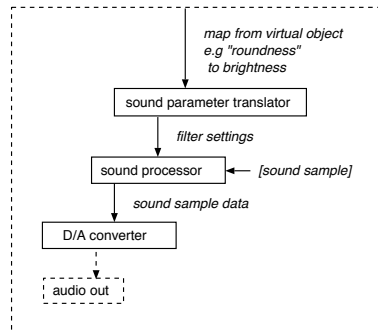 map from virtual object
e.g "roundness"
to brightness
sound parameter translator
filter settings
sound processor
[sound sample]
sound sample data
D/A converter
audio out